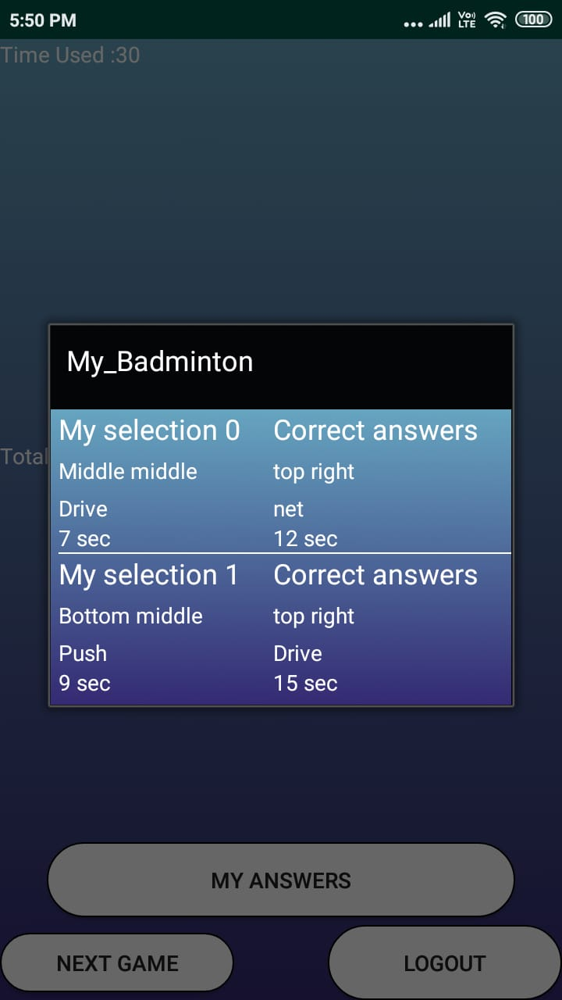 5:50 PM
Vo) LTE
100
Time Used :30
My_Badminton
My selection 0 Correct answers
Total
Middle middle top right
Drive net
7 sec 12 sec
My selection 1 Correct answers
Bottom middle top right
Push Drive
9 sec 15 sec
MY ANSWERS
NEXT GAME LOGOUT